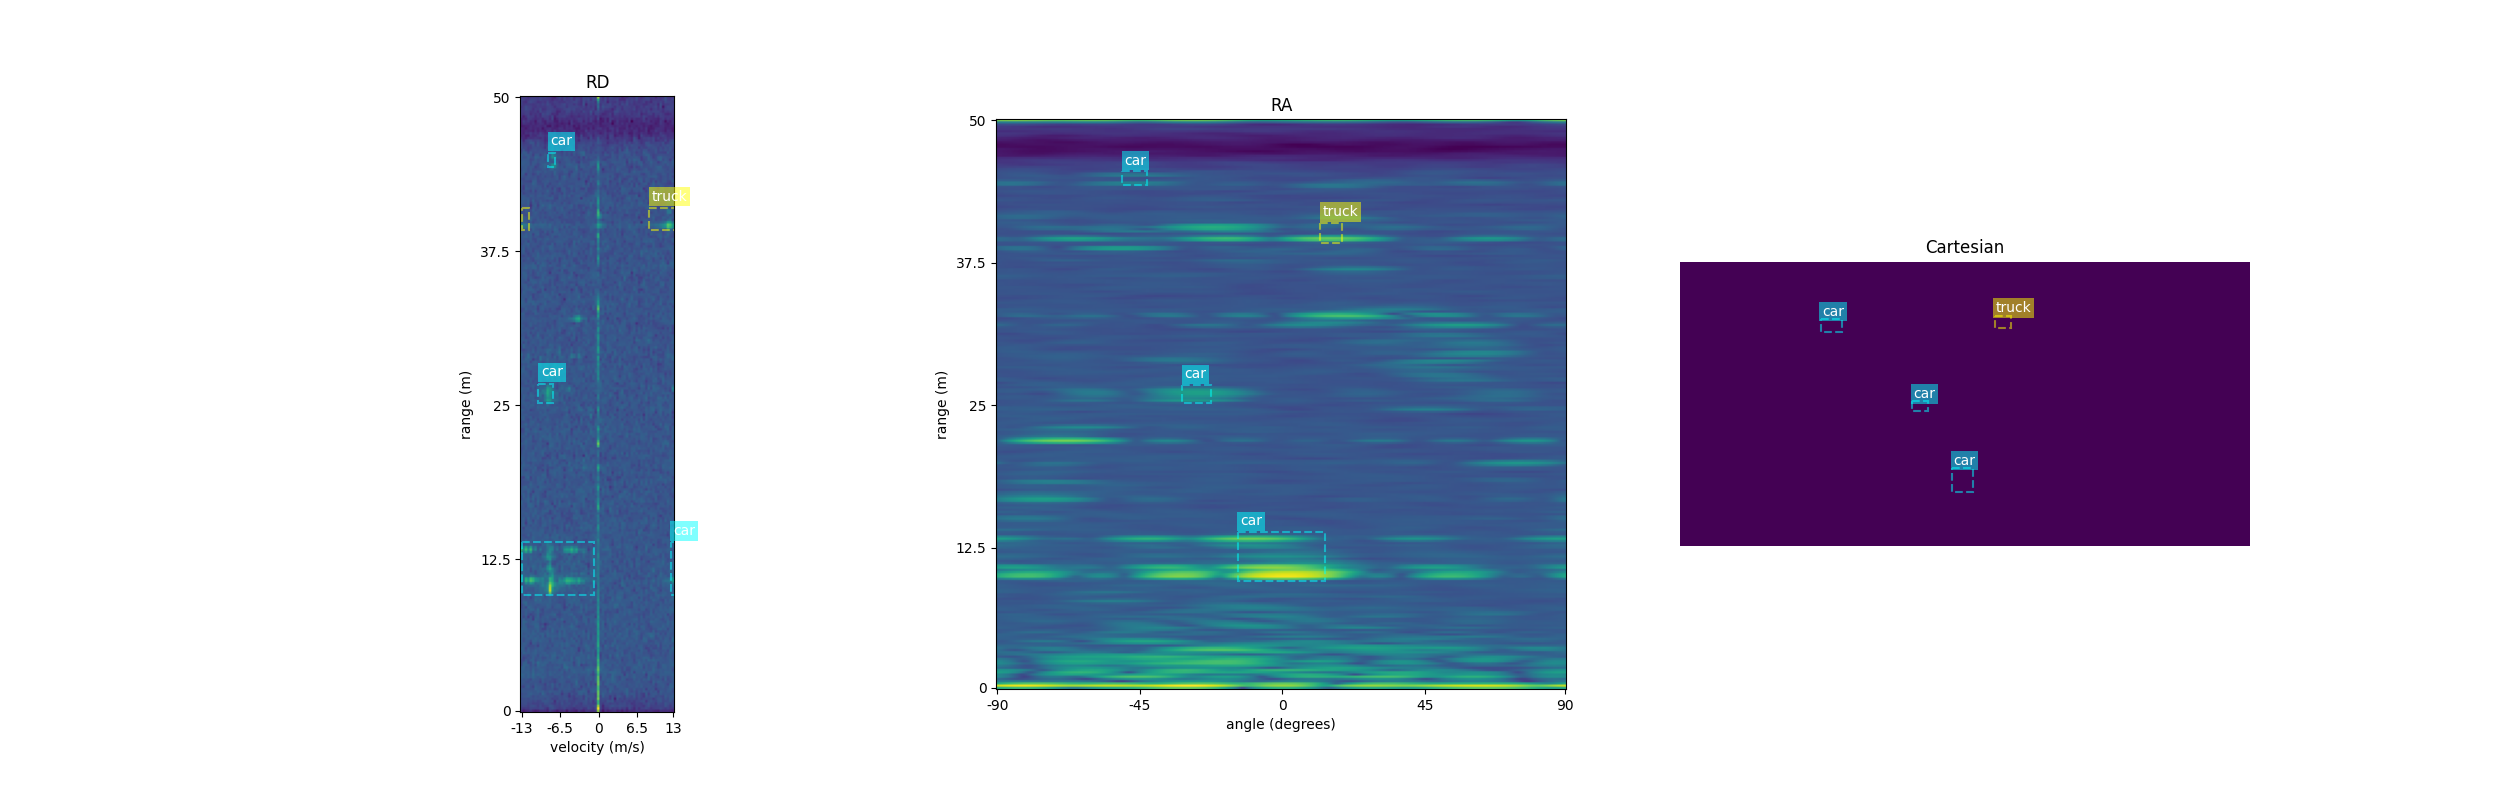 RD
50
37.5
25
12.5
0
range (m)
car
truck
car
car
-13 -6.5 0 6.5 13
velocity (m/s)
RA
50
37.5
25
12.5
0
range (m)
car
truck
car
car
-90 -45 0 45 90
angle (degrees)
Cartesian
car
truck
car
car